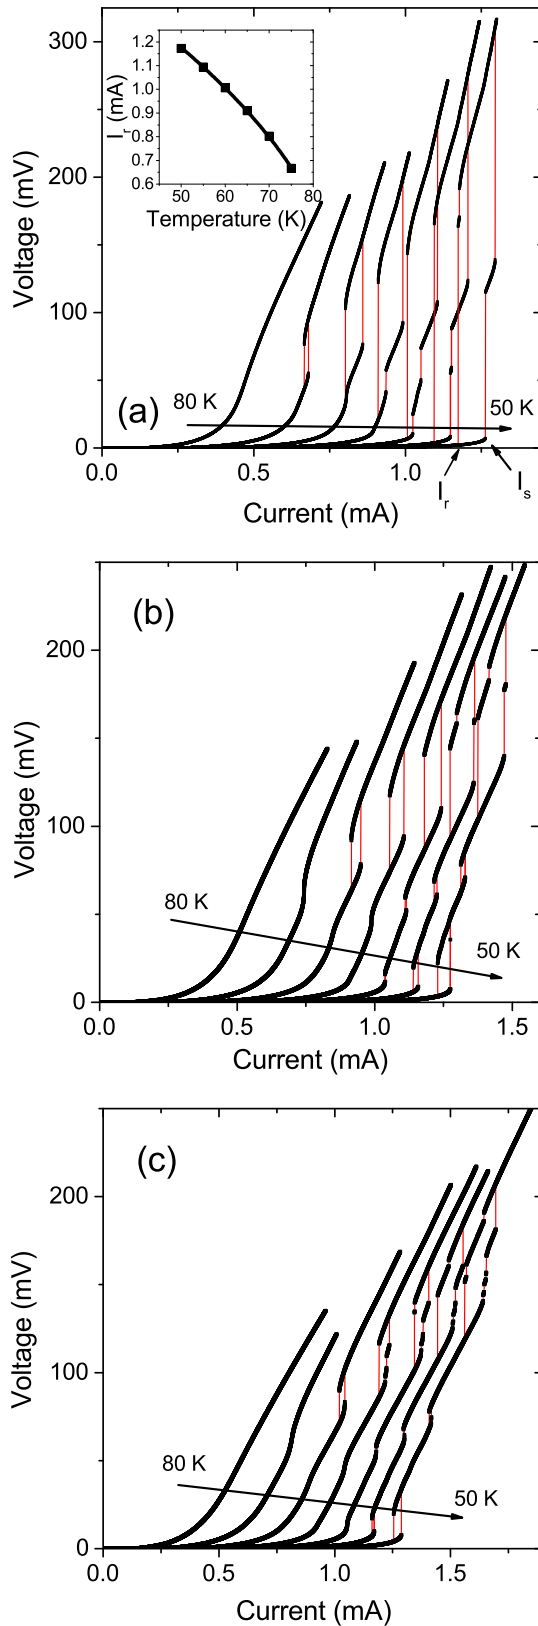 300
200
100
0
Voltage (mV)
1.2
1.1
1.0
0.9
0.8
0.7
0.6
I_r (mA)
50 60 70 80
Temperature (K)
(a)
80 K
50 K
I_r
I_s
0.0 0.5 1.0
Current (mA)
(b)
200
100
0
Voltage (mV)
80 K
50 K
0.0 0.5 1.0 1.5
Current (mA)
(c)
200
100
0
Voltage (mV)
80 K
50 K
0.0 0.5 1.0 1.5
Current (mA)